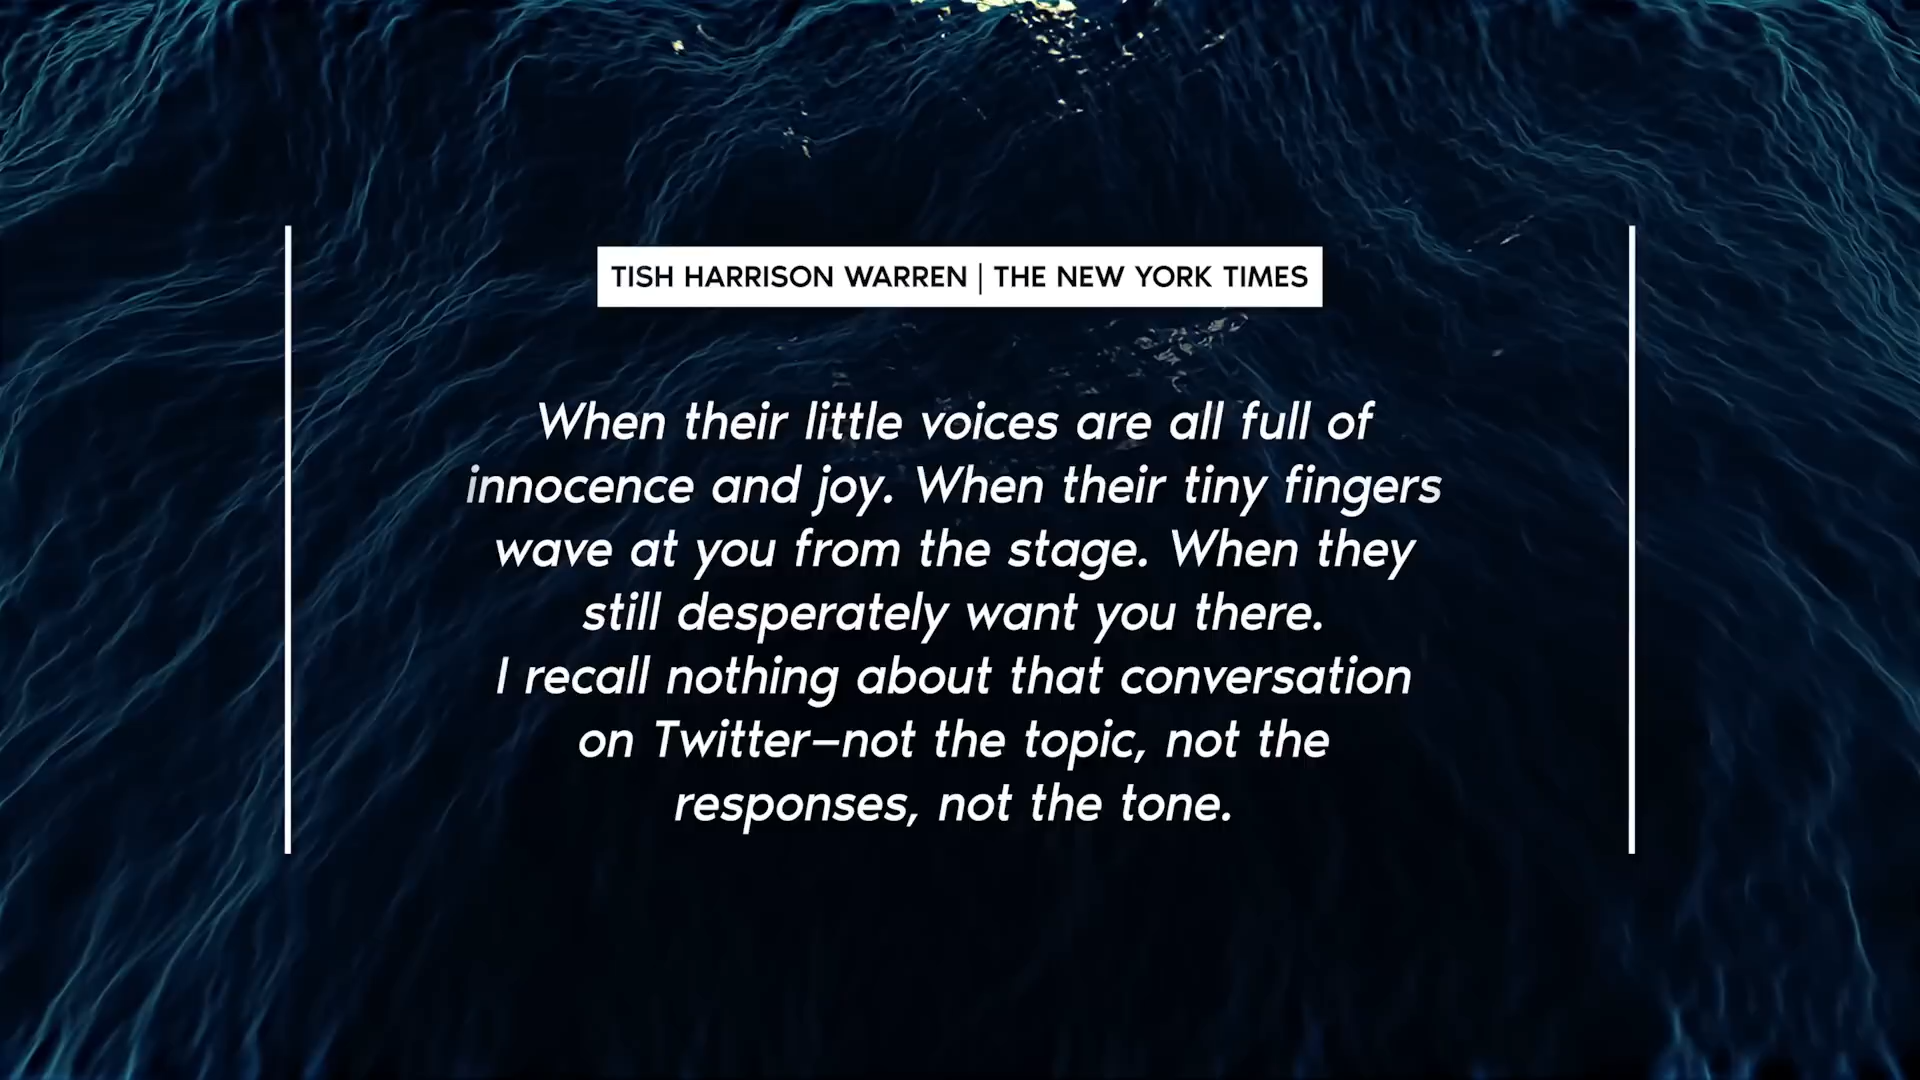 TISH HARRISON WARREN | THE NEW YORK TIMES
When their little voices are all full of
innocence and joy. When their tiny fingers
wave at you from the stage. When they
still desperately want you there.
I recall nothing about that conversation
on Twitter–not the topic, not the
responses, not the tone.